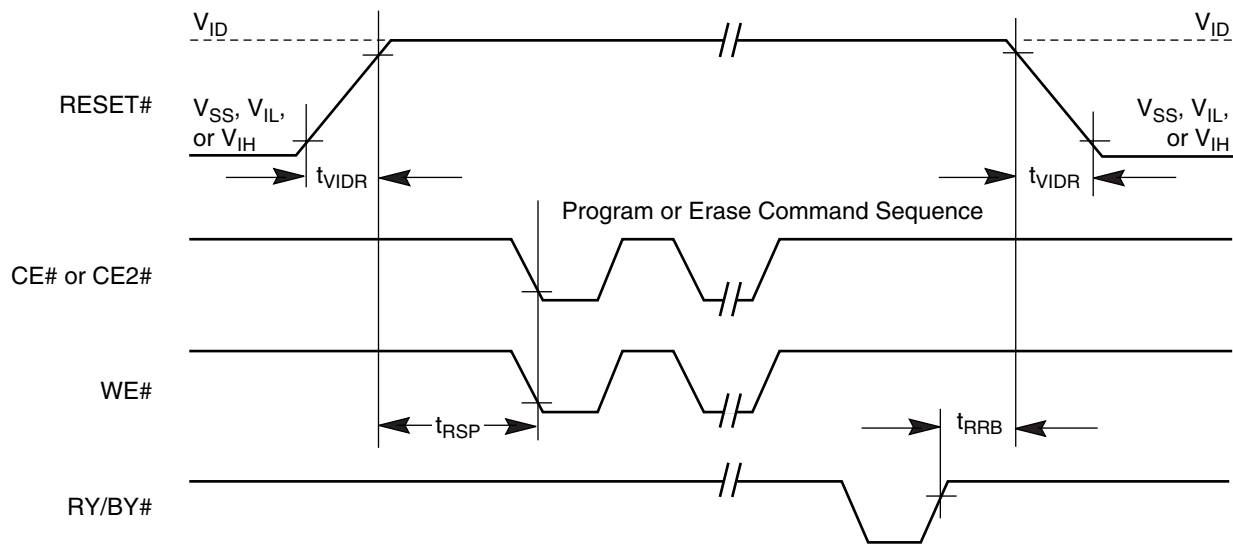 VID
VID
RESET#
VSS, VIL,
or VIH
VSS, VIL,
or VIH
tVIDR
tVIDR
Program or Erase Command Sequence
CE# or CE2#
WE#
tRSP
tRRB
RY/BY#